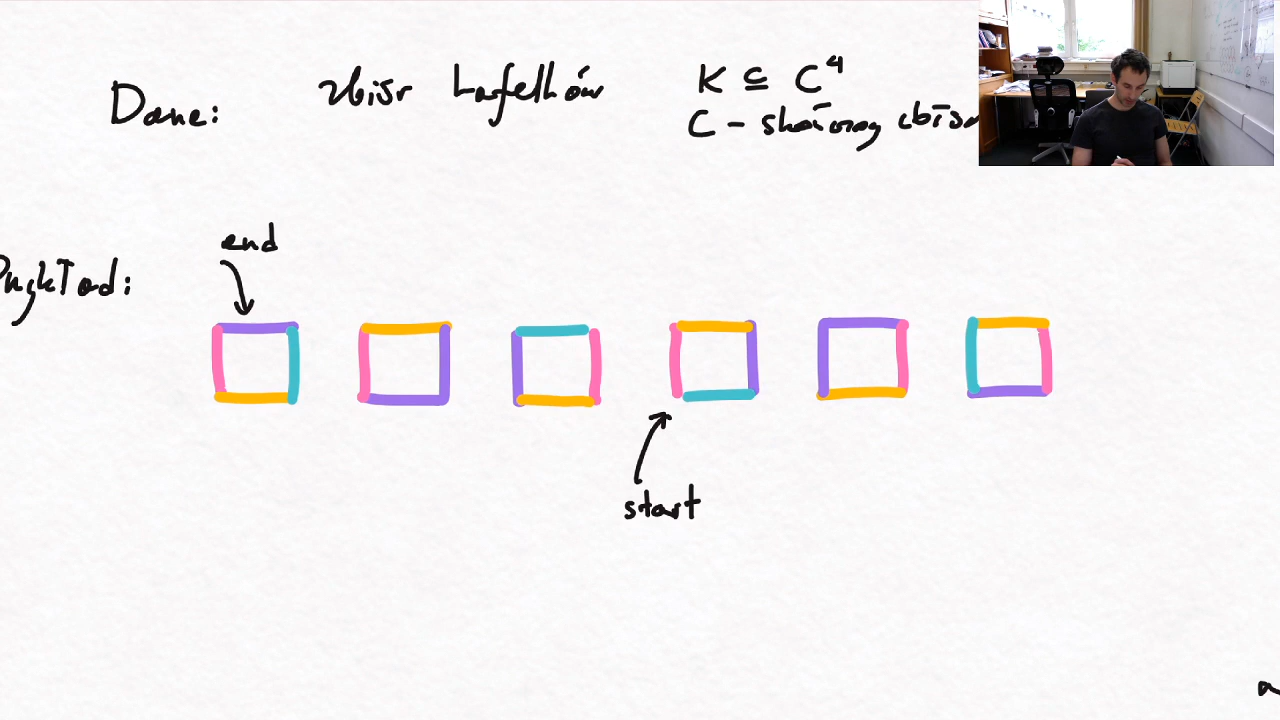 Dane: zbiór kafelków K ⊆ C⁴
C - skończony zbiór
end
Przykład:
start